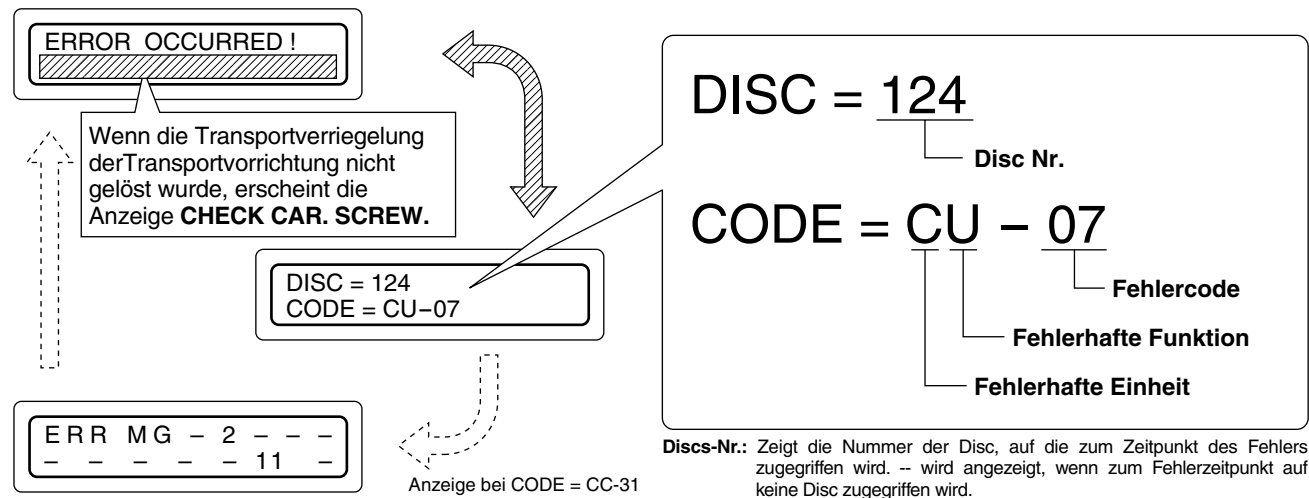 ERROR OCCURRED !
Wenn die Transportverriegelung
derTransportvorrichtung nicht
gelöst wurde, erscheint die
Anzeige CHECK CAR. SCREW.
DISC = 124
CODE = CU–07
ERR MG – 2 – – –
– – – – – 11 –
Anzeige bei CODE = CC-31
DISC = 124
Disc Nr.
CODE = CU – 07
Fehlercode
Fehlerhafte Funktion
Fehlerhafte Einheit
Discs-Nr.: Zeigt die Nummer der Disc, auf die zum Zeitpunkt des Fehlers
zugegriffen wird. -- wird angezeigt, wenn zum Fehlerzeitpunkt auf
keine Disc zugegriffen wird.